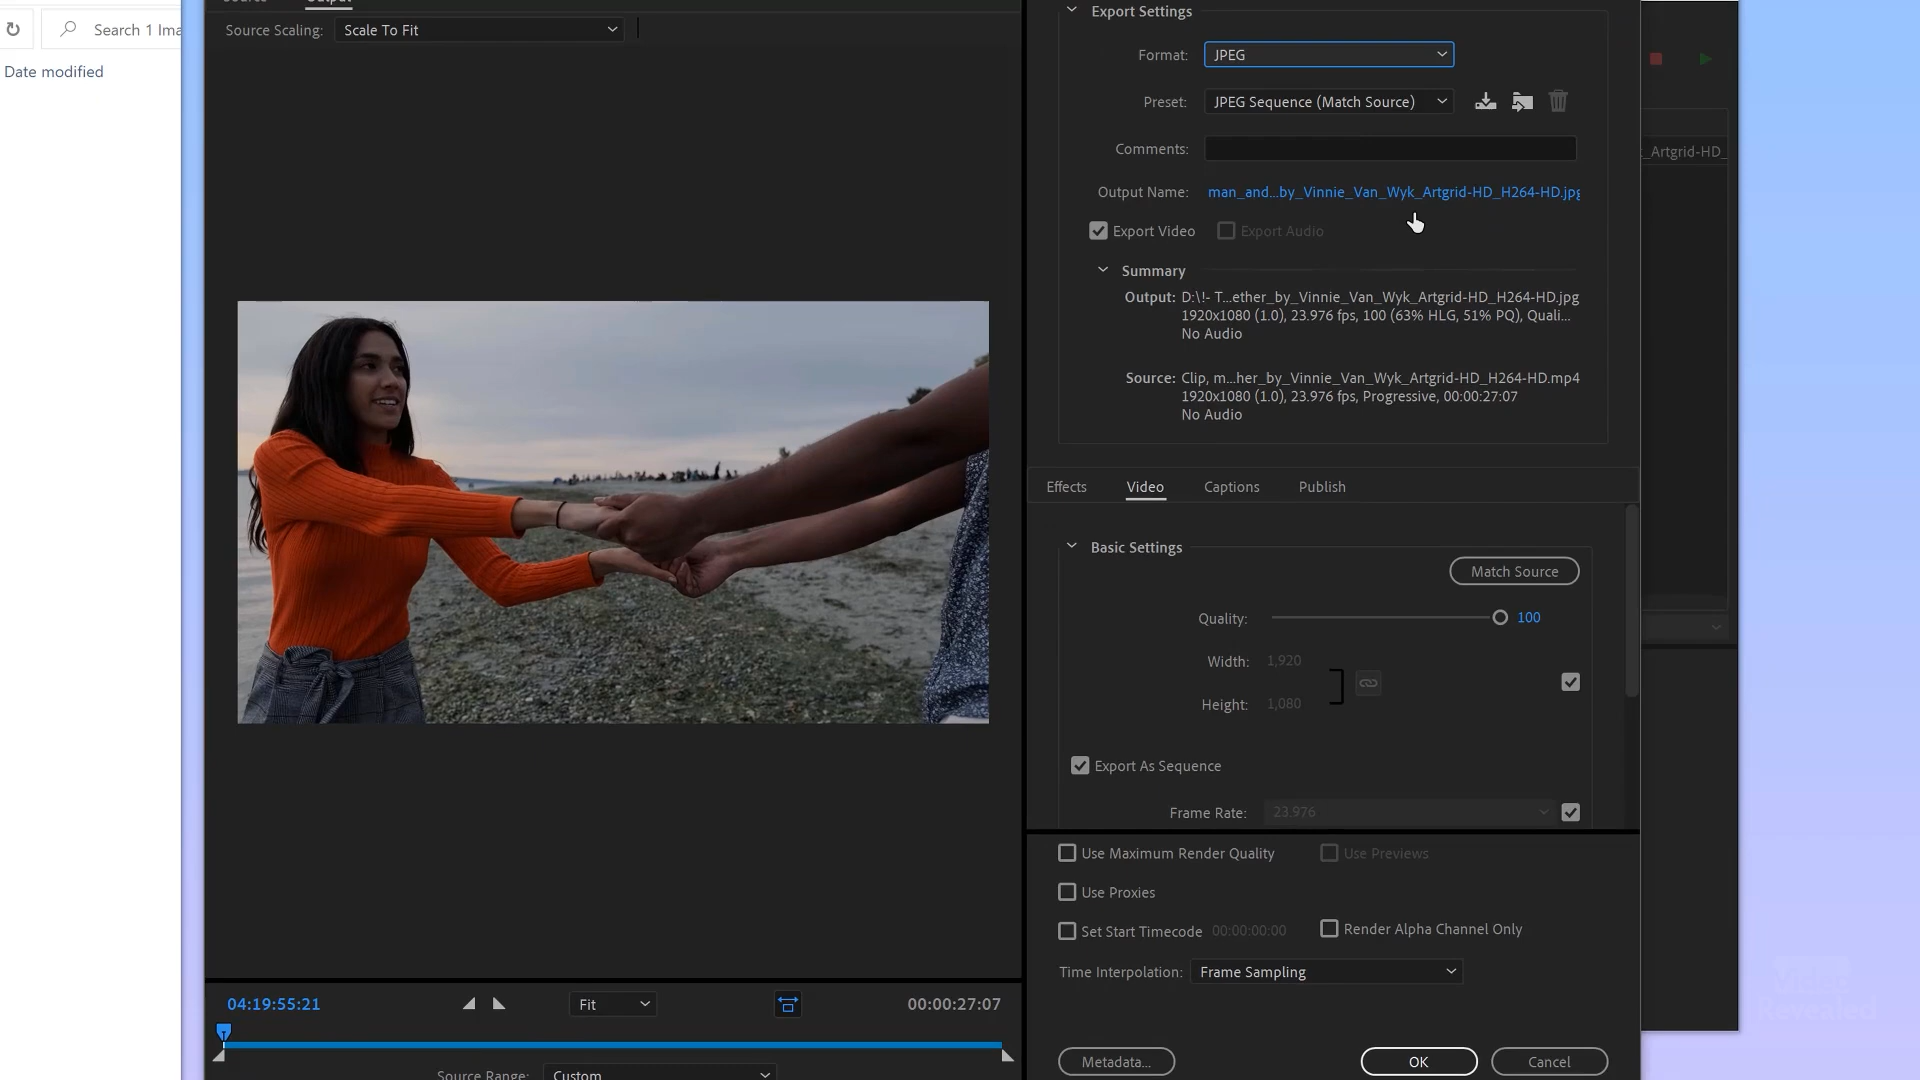 Search 1 Ima
Date modified
Output
Source Scaling: Scale To Fit
Export Settings
Format: JPEG
Preset: JPEG Sequence (Match Source)
Comments:
Output Name: man_and...by_Vinnie_Van_Wyk_Artgrid-HD_H264-HD.jpg
Export Video Export Audio
Summary
Output: D:\!- T...ether_by_Vinnie_Van_Wyk_Artgrid-HD_H264-HD.jpg
1920x1080 (1.0), 23.976 fps, 100 (63% HLG, 51% PQ), Quali...
No Audio
Source: Clip, m...her_by_Vinnie_Van_Wyk_Artgrid-HD_H264-HD.mp4
1920x1080 (1.0), 23.976 fps, Progressive, 00:00:27:07
No Audio
_Artgrid-HD_
Effects Video Captions Publish
Basic Settings
Match Source
Quality: 100
Width: 1,920
Height: 1,080
Export As Sequence
Frame Rate: 23.976
Use Maximum Render Quality Use Previews
Use Proxies
Set Start Timecode 00:00:00:00 Render Alpha Channel Only
Time Interpolation: Frame Sampling
04:19:55:21 Fit 00:00:27:07
Source Range: Custom
Metadata... OK Cancel
Video
Revealed